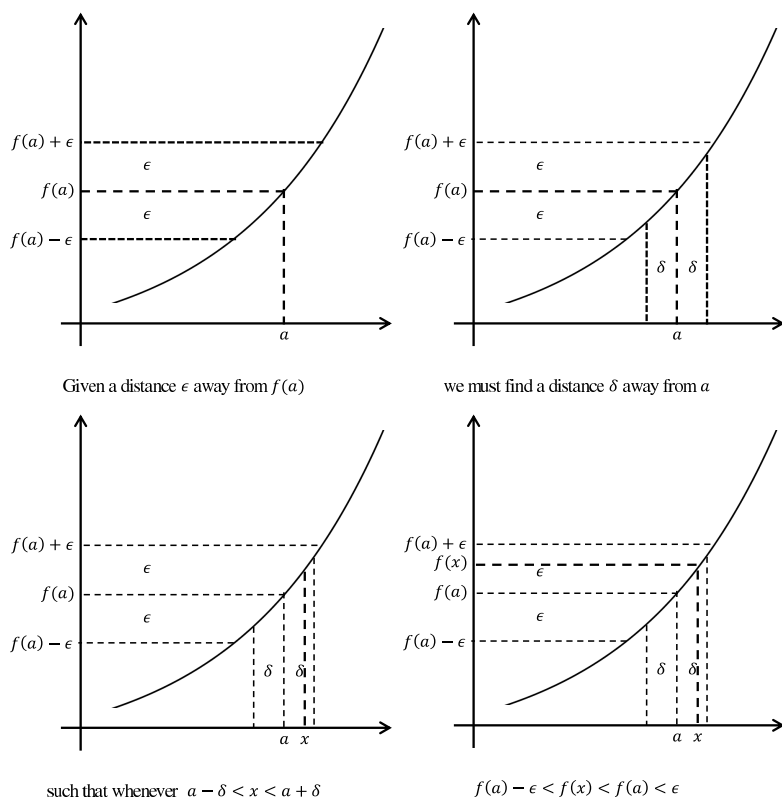 f(a) + ϵ
ϵ
f(a)
ϵ
f(a) − ϵ
a
Given a distance ϵ away from f(a)
f(a) + ϵ
ϵ
f(a)
ϵ
f(a) − ϵ
δ δ
a
we must find a distance δ away from a
f(a) + ϵ
ϵ
f(a)
ϵ
f(a) − ϵ
δ δ
a x
such that whenever a − δ < x < a + δ
f(a) + ϵ
f(x)
ϵ
f(a)
ϵ
f(a) − ϵ
δ δ
a x
f(a) − ϵ < f(x) < f(a) < ϵ